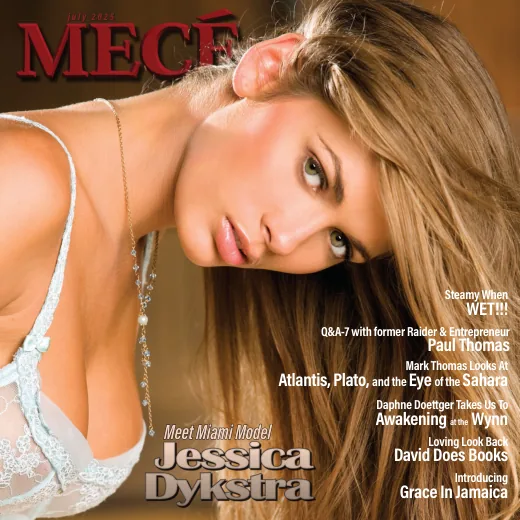 July 2025
MECÉ
Steamy When
WET!!!
Q&A-7 with former Raider & Entrepreneur
Paul Thomas
Mark Thomas Looks At
Atlantis, Plato, and the Eye of the Sahara
Daphne Doettger Takes Us To
Awakening at the Wynn
Loving Look Back
David Does Books
Introducing
Grace In Jamaica
Meet Miami Model
Jessica
Dykstra